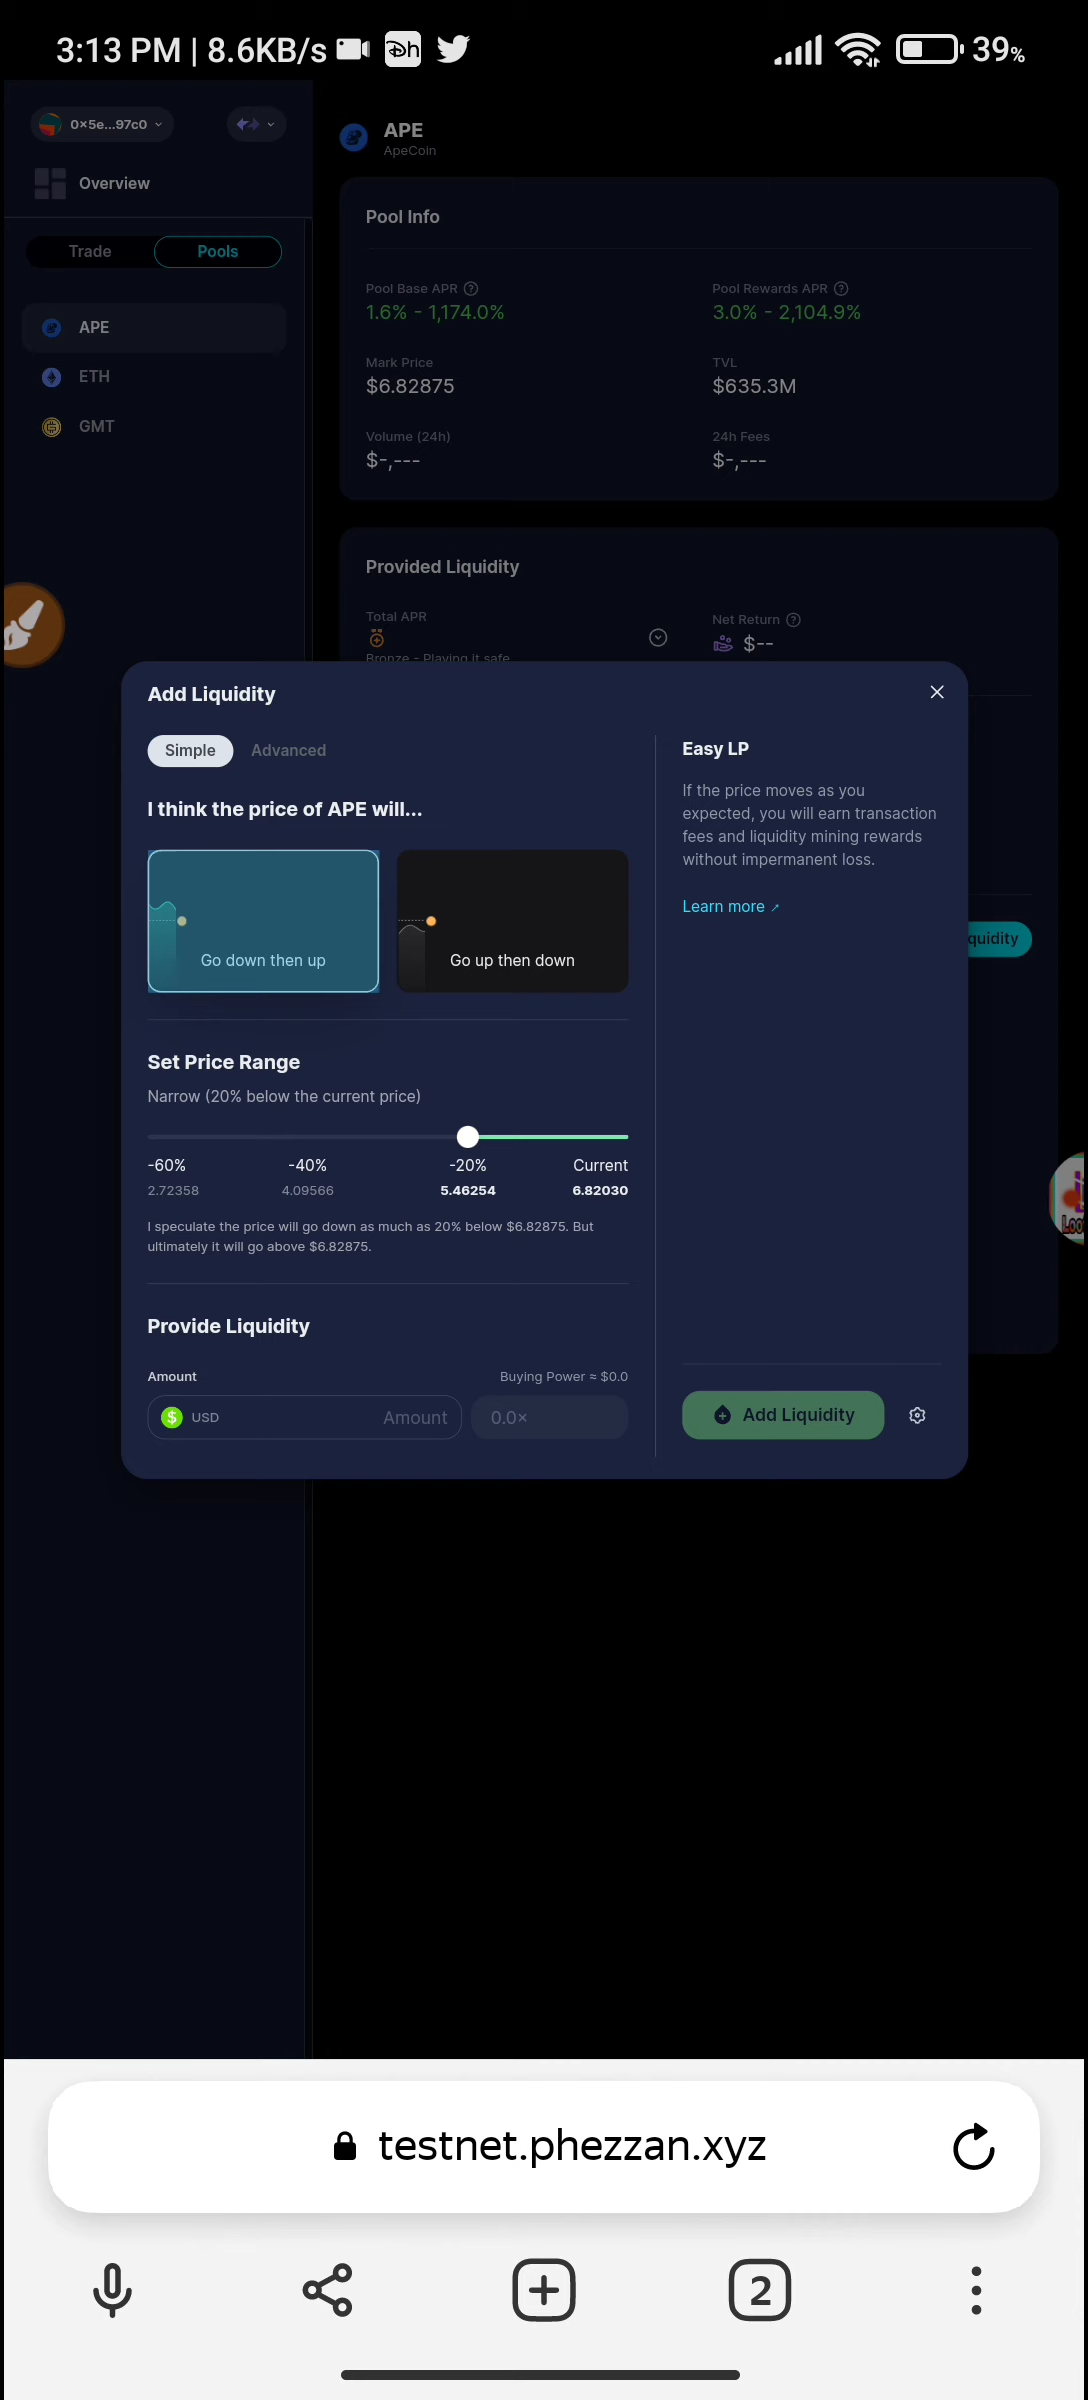 3:13 PM | 8.6KB/s
39%
0×5e...97c0
APE
ApeCoin
Overview
Trade
Pools
APE
ETH
GMT
Pool Info
Pool Base APR
Pool Rewards APR
1.6% - 1,174.0%
3.0% - 2,104.9%
Mark Price
TVL
$6.82875
$635.3M
Volume (24h)
24h Fees
$-,---
$-,---
Provided Liquidity
Total APR
Net Return
$--
Bronze - Playing it safe
Add Liquidity
Simple
Advanced
I think the price of APE will...
Go down then up
Go up then down
Set Price Range
Narrow (20% below the current price)
-60%
-40%
-20%
Current
2.72358
4.09566
5.46254
6.82030
I speculate the price will go down as much as 20% below $6.82875. But
ultimately it will go above $6.82875.
Provide Liquidity
Amount
Buying Power ≈ $0.0
USD
Amount
0.0×
Easy LP
If the price moves as you
expected, you will earn transaction
fees and liquidity mining rewards
without impermanent loss.
Learn more ↗
quidity
Add Liquidity
testnet.phezzan.xyz
2